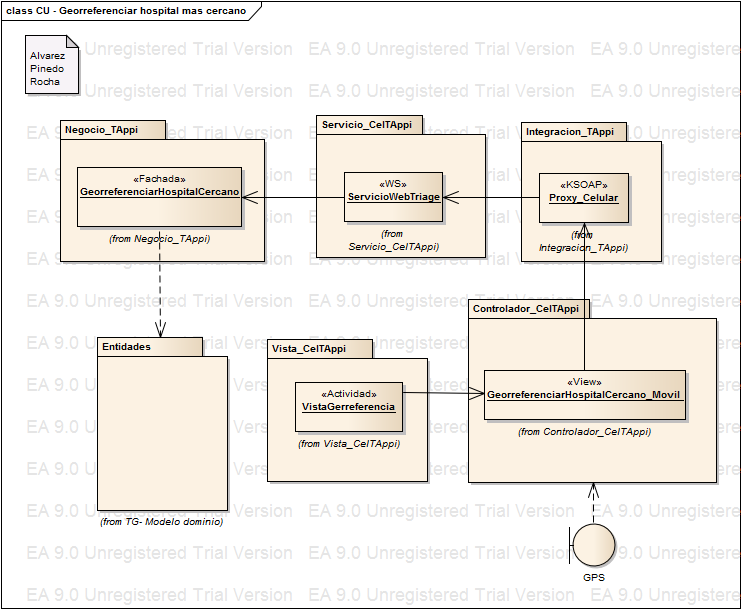 class CU - Georreferenciar hospital mas cercano
Alvarez
Pinedo
Rocha
EA 9.0 Unregistered Trial Version
Negocio_TAppi
«Fachada»
GeorreferenciarHospitalCercano
(from Negocio_TAppi)
Servicio_CelTAppi
«WS»
ServicioWebTriage
(from
Servicio_CelTAppi)
Integracion_TAppi
«KSOAP»
Proxy_Celular
(from
Integracion_TAppi)
Entidades
(from TG- Modelo dominio)
Vista_CelTAppi
«Actividad»
VistaGerreferencia
(from Vista_CelTAppi)
Controlador_CelTAppi
«View»
GeorreferenciarHospitalCercano_Movil
(from Controlador_CelTAppi)
GPS